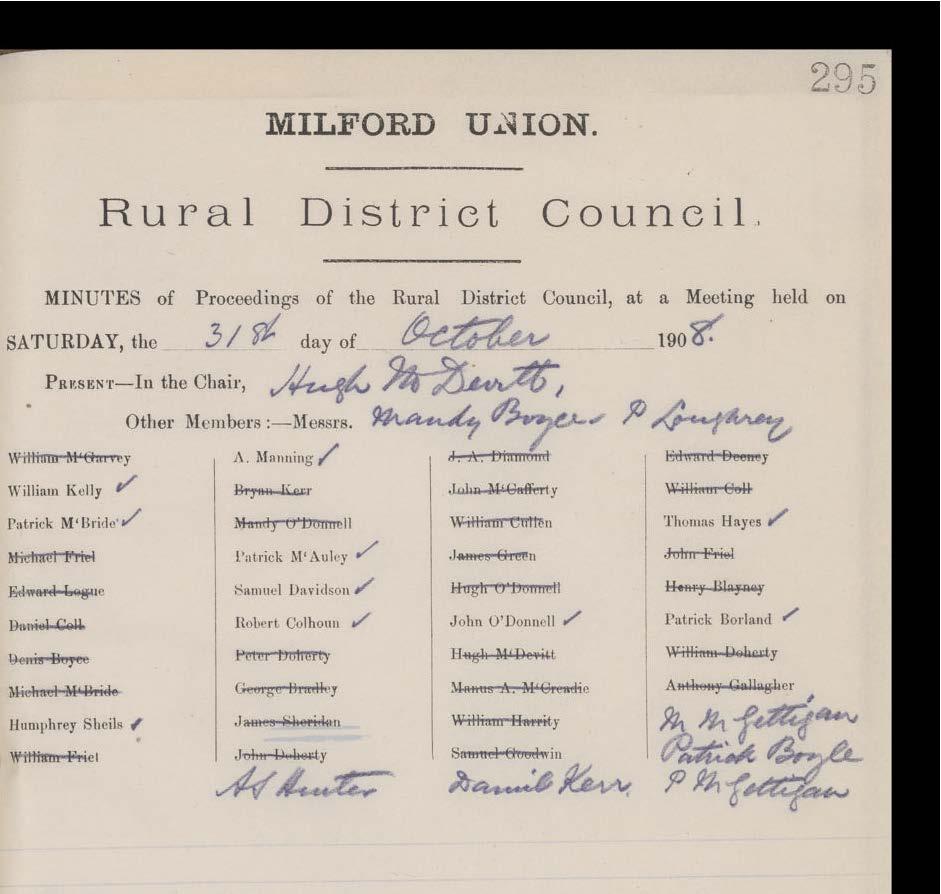 295
MILFORD UNION.
Rural District Council.
MINUTES of Proceedings of the Rural District Council, at a Meeting held on
SATURDAY, the 31st day of October 1908.
PRESENT—In the Chair, Hugh McDevitt,
Other Members :—Messrs. Mandy Boyce P Loughrey
William M'Garvey A. Manning ✓ J. A. Diamond Edward Deeney
William Kelly ✓ Bryan Kerr John M'Cafferty William Coll
Patrick M'Bride ✓ Mandy O'Donnell William Cullen Thomas Hayes ✓
Michael Friel Patrick M'Auley ✓ James Green John Friel
Edward Logue Samuel Davidson ✓ Hugh O'Donnell Henry Blayney
Daniel Coll Robert Colhoun ✓ John O'Donnell ✓ Patrick Borland ✓
Denis Boyce Peter Doherty Hugh M'Devitt William Doherty
Michael M'Bride George Bradley Manus A. M'Creadie Anthony Gallagher
Humphrey Sheils ✓ James Sheridan William Harrity M McGettigan
William Friel John Doherty Samuel Goodwin Patrick Boyle
AS Hunter Daniel Kerr. P McGettigan